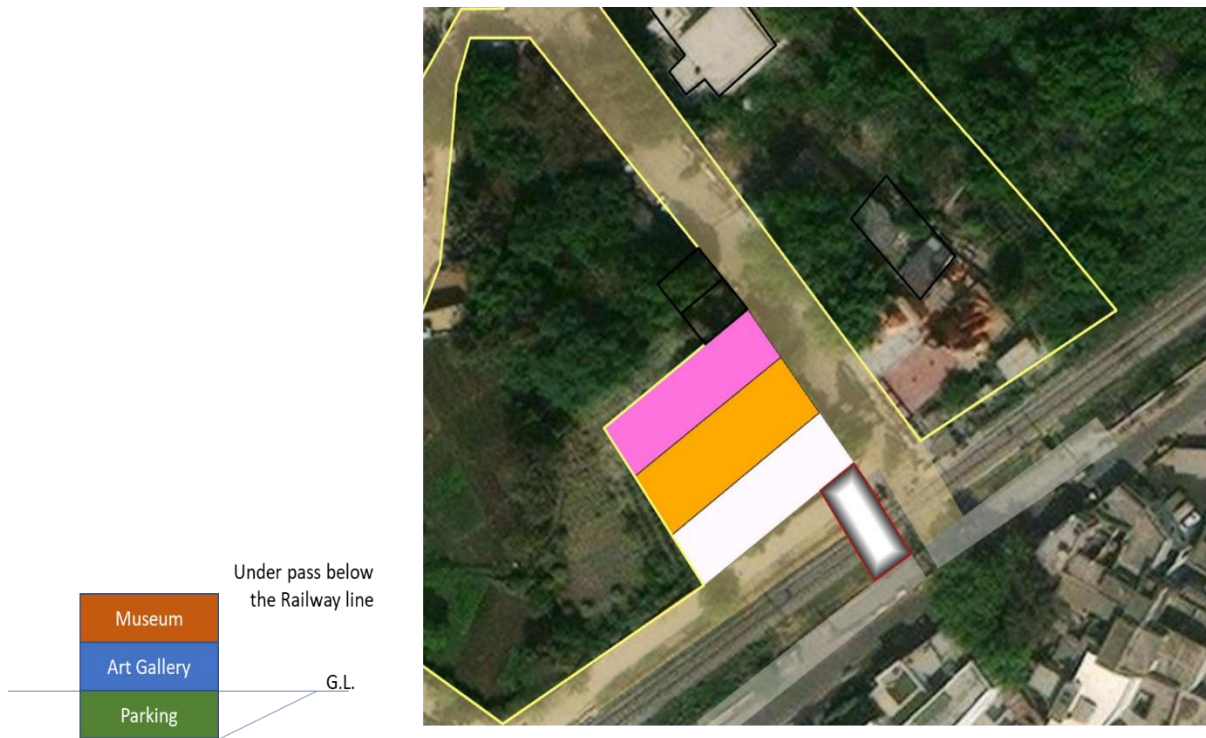 Under pass below
the Railway line
Museum
Art Gallery
G.L.
Parking